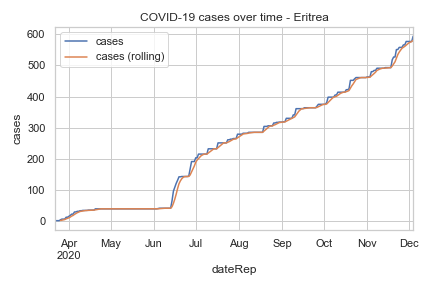 COVID-19 cases over time - Eritrea
cases
cases (rolling)
600
500
400
300
200
100
0
cases
Apr May Jun Jul Aug Sep Oct Nov Dec
2020
dateRep